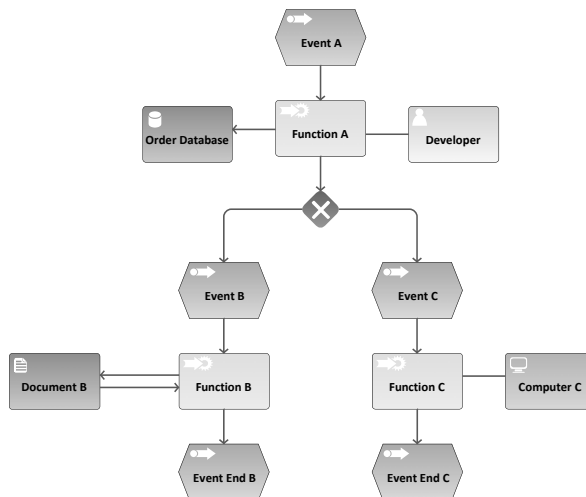 Event A
Order Database
Function A
Developer
Event B
Event C
Document B
Function B
Function C
Computer C
Event End B
Event End C